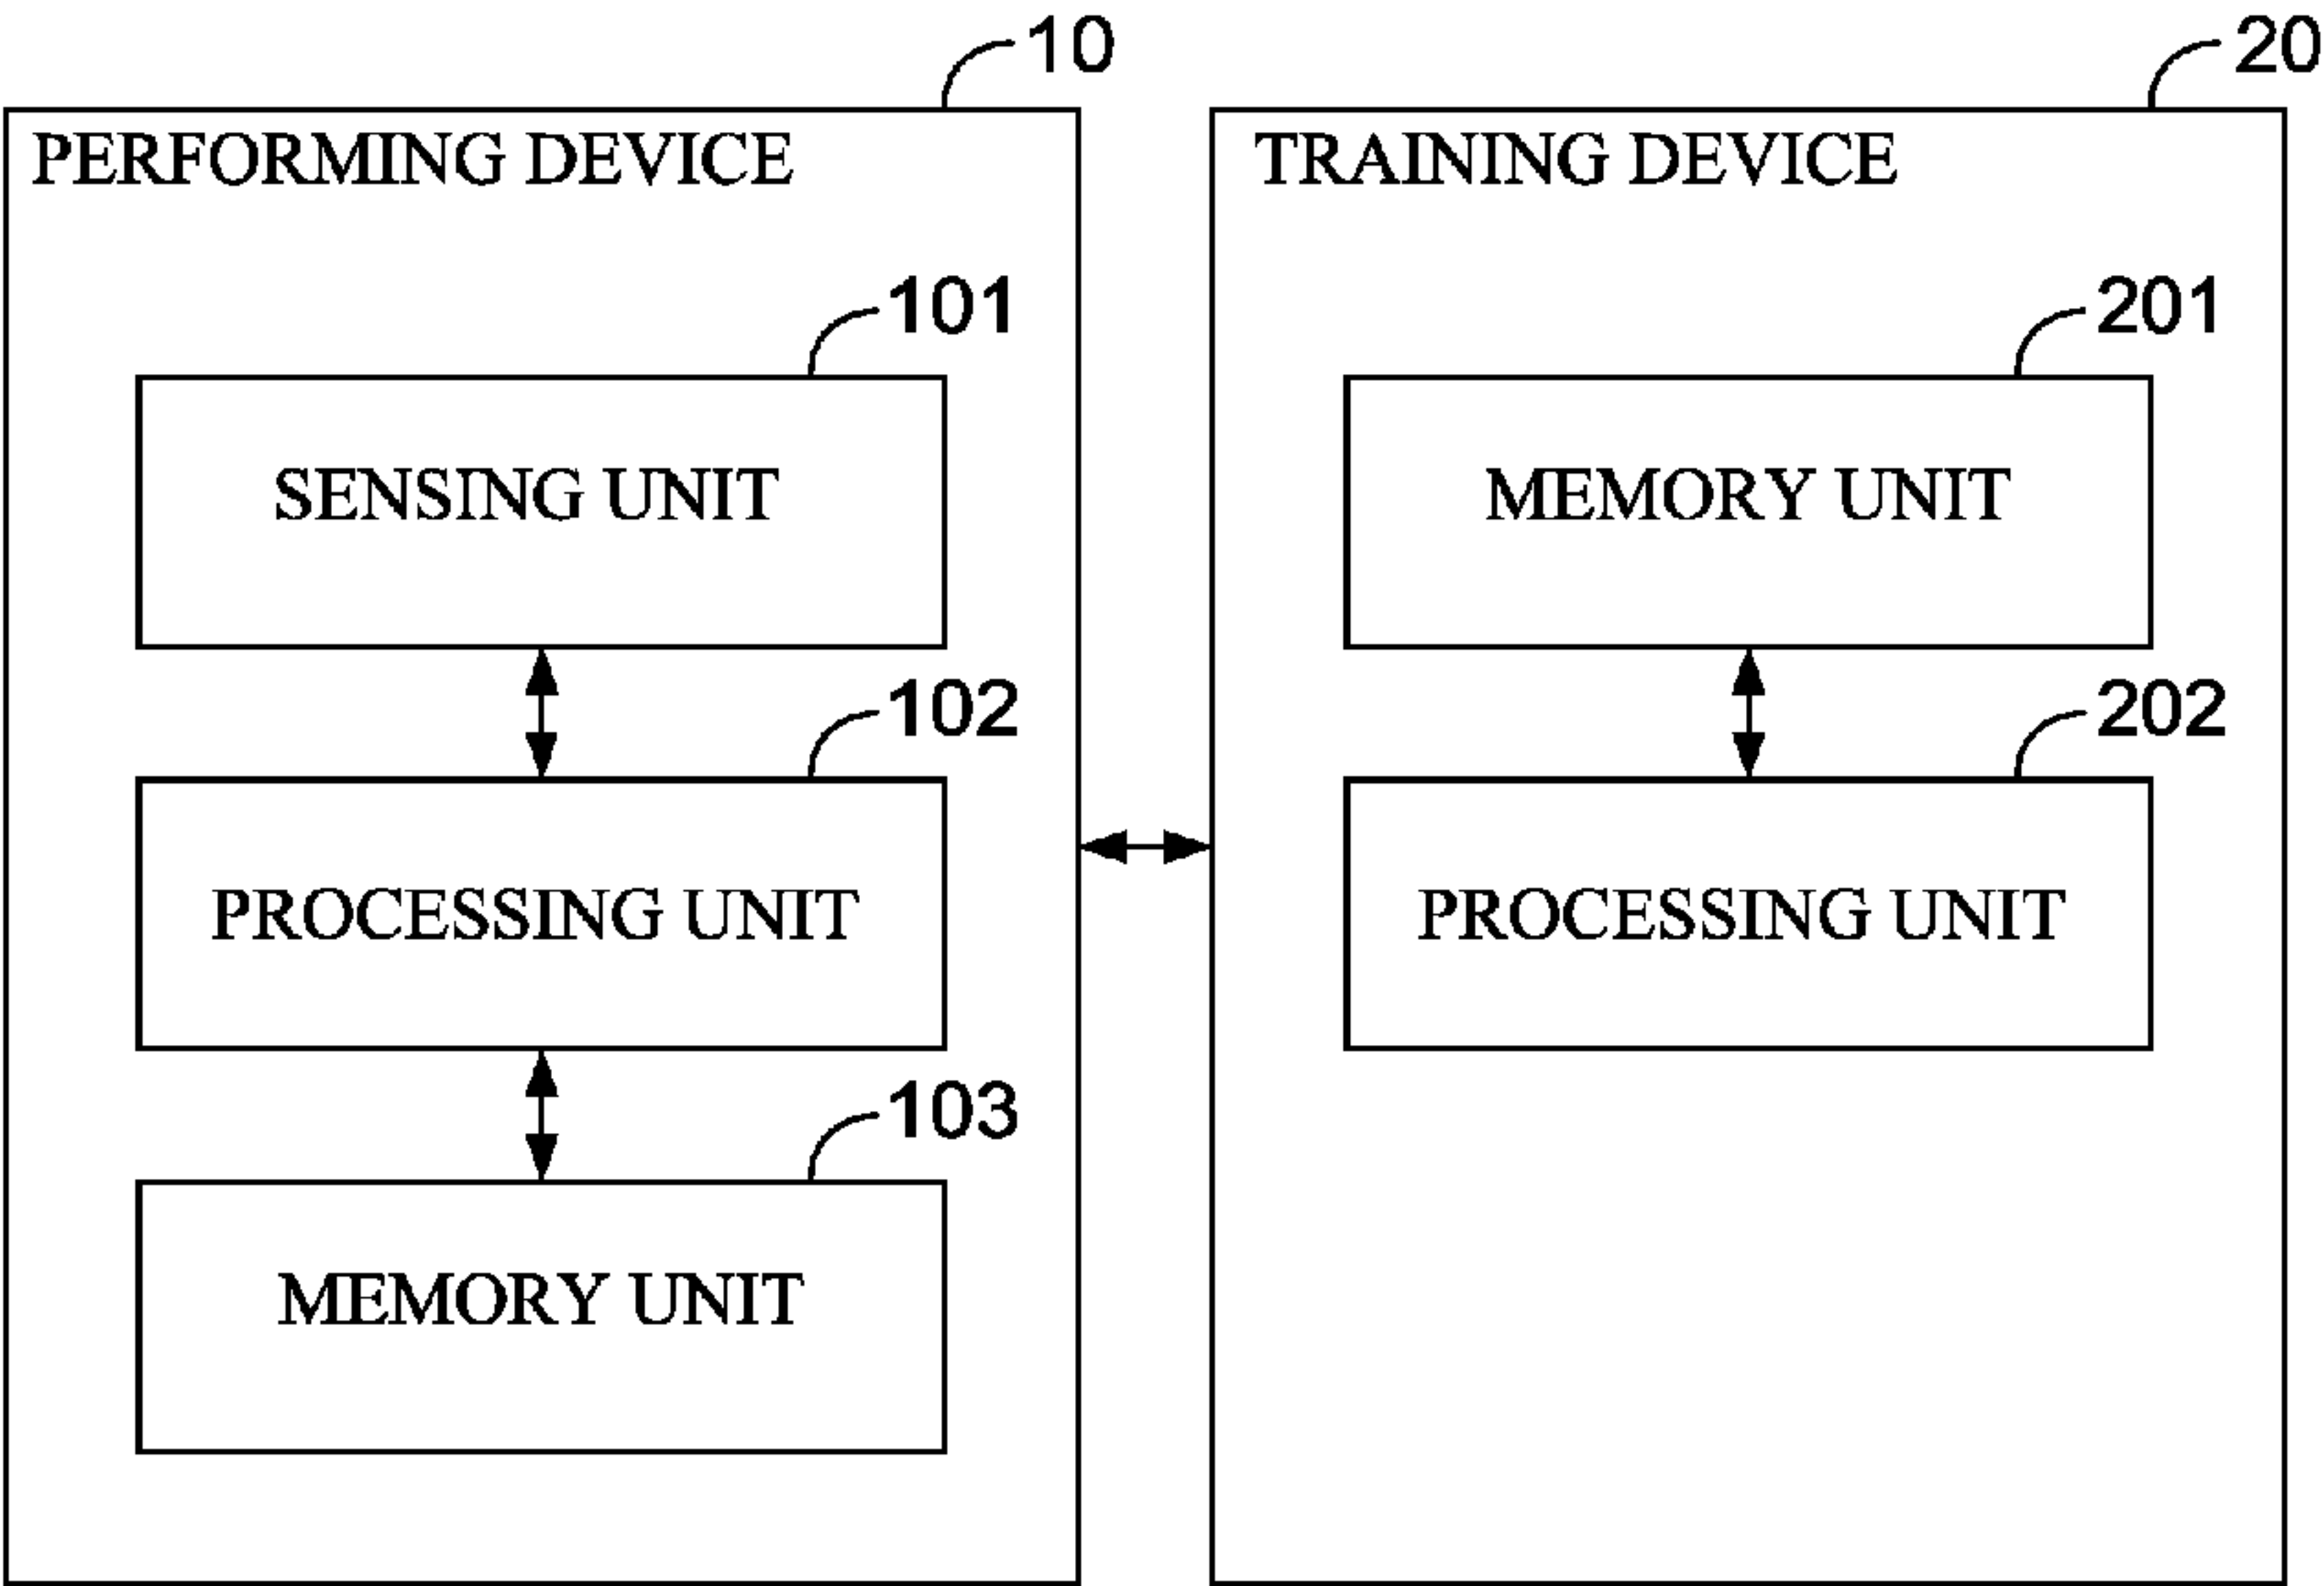 10
PERFORMING DEVICE
101
SENSING UNIT
102
PROCESSING UNIT
103
MEMORY UNIT
20
TRAINING DEVICE
201
MEMORY UNIT
202
PROCESSING UNIT